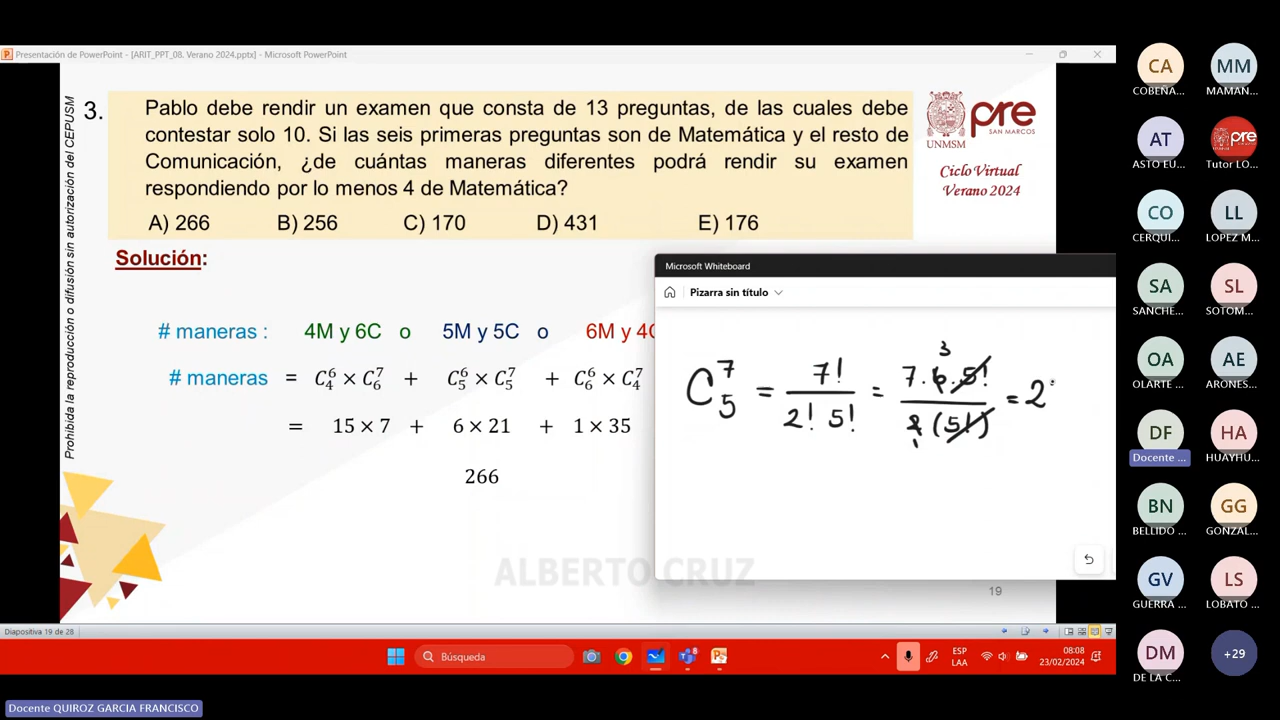 Presentación de PowerPoint - [ARIT_PPT_08. Verano 2024.pptx] - Microsoft PowerPoint
Prohibida la reproducción o difusión sin autorización del CEPUSM
3. Pablo debe rendir un examen que consta de 13 preguntas, de las cuales debe
contestar solo 10. Si las seis primeras preguntas son de Matemática y el resto de
Comunicación, ¿de cuántas maneras diferentes podrá rendir su examen
respondiendo por lo menos 4 de Matemática?
A) 266 B) 256 C) 170 D) 431 E) 176
UNMSM
pre
SAN MARCOS
Ciclo Virtual
Verano 2024
Solución:
# maneras : 4M y 6C o 5M y 5C o 6M y 4C
# maneras = C₄⁶ × C₆⁷ + C₅⁶ × C₅⁷ + C₆⁶ × C₄⁷
= 15 × 7 + 6 × 21 + 1 × 35
266
Microsoft Whiteboard
Pizarra sin título
C₅⁷ = 7! / 2! 5! = 7 . 6 . 5! / 2 (5!) = 2
3
1
ALBERTO CRUZ
19
Diapositiva 19 de 28
Búsqueda
8
ESP
LAA
08:08
23/02/2024
CA
COBEÑA...
MM
MAMAN...
AT
ASTO EU...
pre
Tutor LO...
CO
CERQUI...
LL
LOPEZ M...
SA
SANCHE...
SL
SOTOM...
OA
OLARTE ...
AE
ARONES...
DF
Docente ...
HA
HUAYHU...
BN
BELLIDO ...
GG
GONZAL...
GV
GUERRA ...
LS
LOBATO ...
DM
DE LA C...
+29
Docente QUIROZ GARCIA FRANCISCO